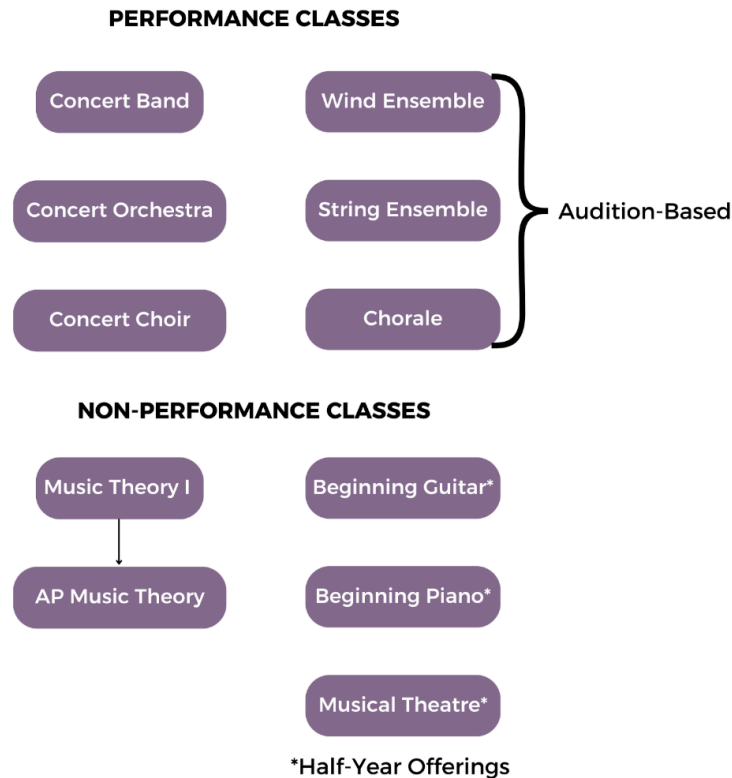 PERFORMANCE CLASSES
Concert Band
Wind Ensemble
Concert Orchestra
String Ensemble
Audition-Based
Concert Choir
Chorale
NON-PERFORMANCE CLASSES
Music Theory I
Beginning Guitar*
AP Music Theory
Beginning Piano*
Musical Theatre*
*Half-Year Offerings